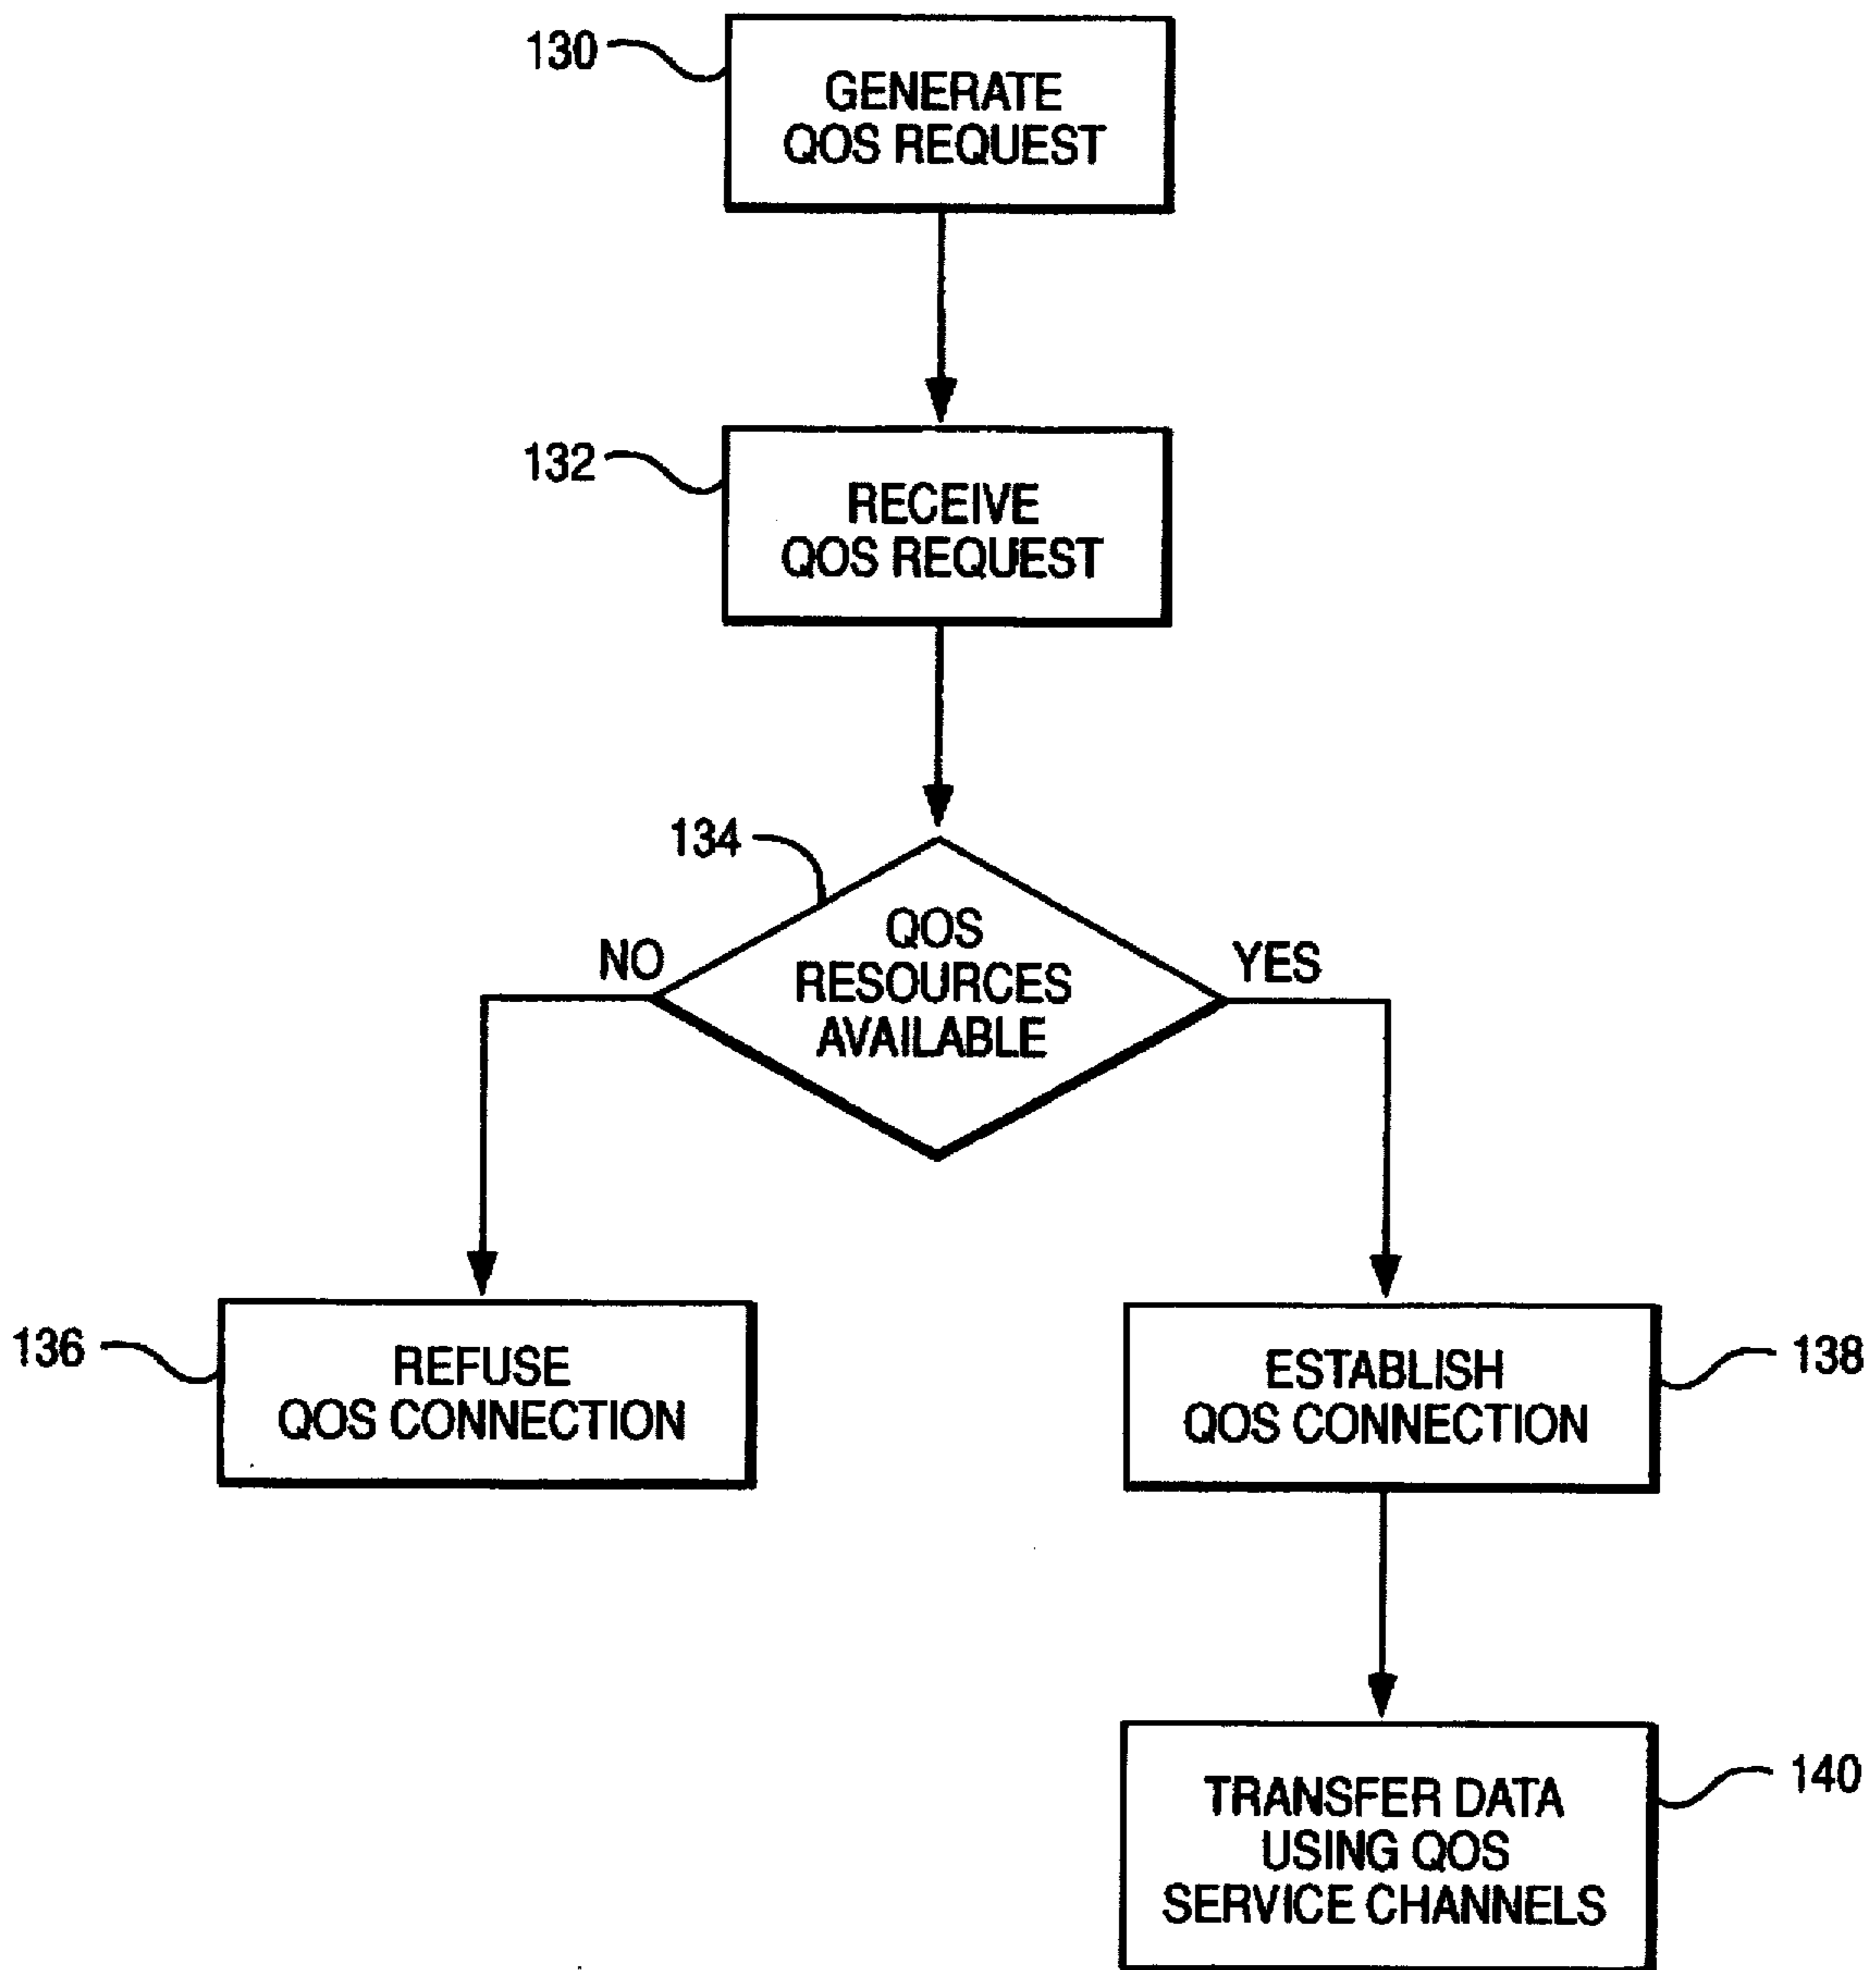 130
GENERATE
QOS REQUEST
132
RECEIVE
QOS REQUEST
134
QOS
RESOURCES
AVAILABLE
NO
YES
136
REFUSE
QOS CONNECTION
ESTABLISH
QOS CONNECTION
138
TRANSFER DATA
USING QOS
SERVICE CHANNELS
140